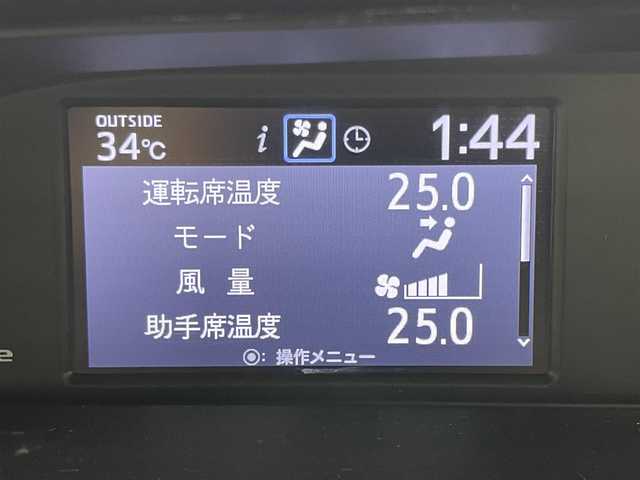 OUTSIDE
34℃ i 1:44
運転席温度 25.0
モード
風 量
助手席温度 25.0
◉: 操作メニュー